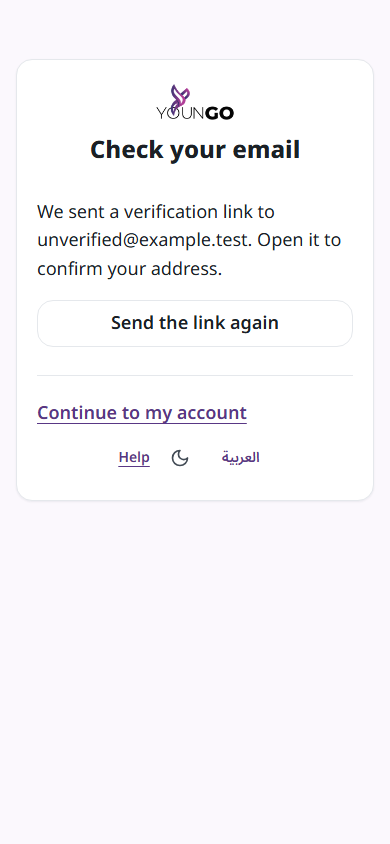 YOUNGO
Check your email
We sent a verification link to
unverified@example.test. Open it to
confirm your address.
Send the link again
Continue to my account
Help
العربية